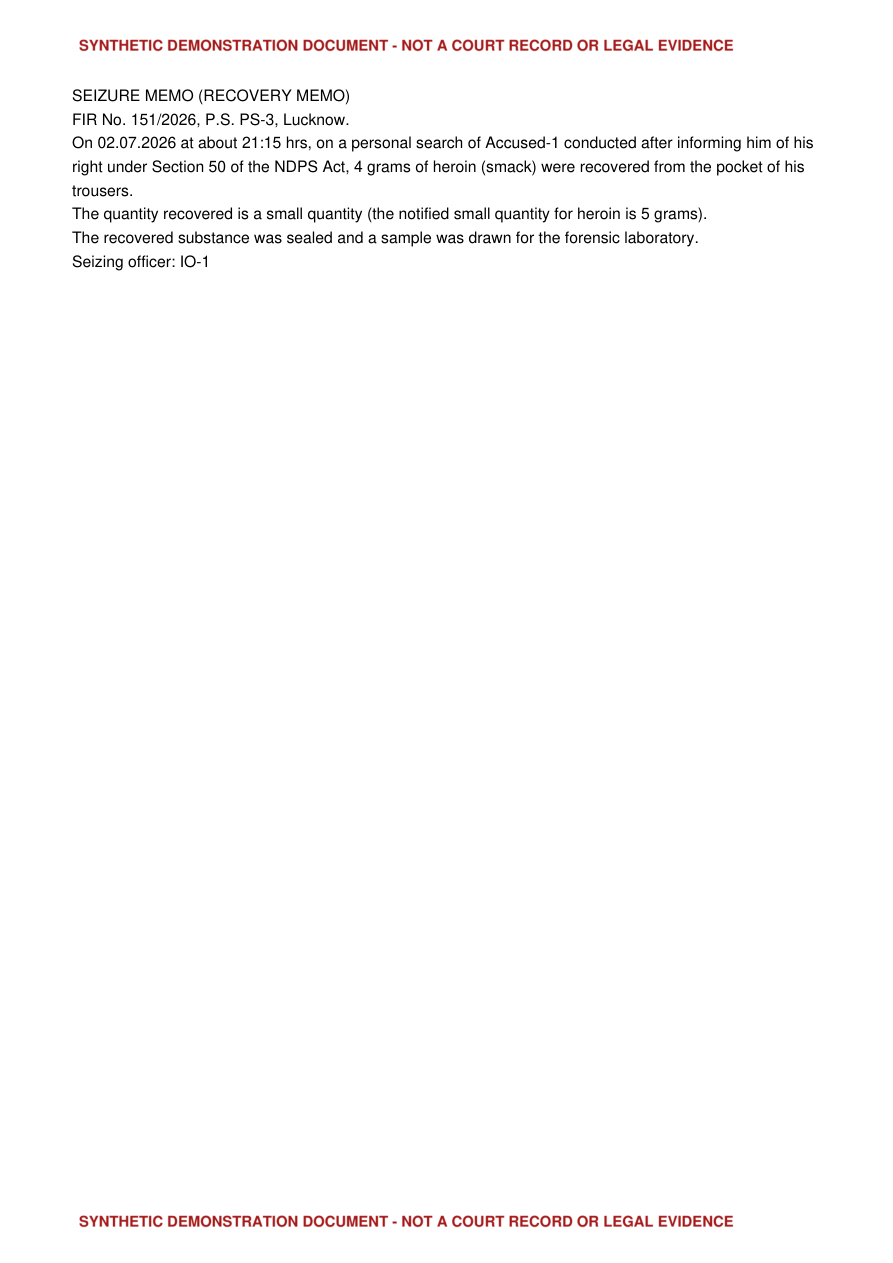 SYNTHETIC DEMONSTRATION DOCUMENT - NOT A COURT RECORD OR LEGAL EVIDENCE
SEIZURE MEMO (RECOVERY MEMO)
FIR No. 151/2026, P.S. PS-3, Lucknow.
On 02.07.2026 at about 21:15 hrs, on a personal search of Accused-1 conducted after informing him of his
right under Section 50 of the NDPS Act, 4 grams of heroin (smack) were recovered from the pocket of his
trousers.
The quantity recovered is a small quantity (the notified small quantity for heroin is 5 grams).
The recovered substance was sealed and a sample was drawn for the forensic laboratory.
Seizing officer: IO-1
SYNTHETIC DEMONSTRATION DOCUMENT - NOT A COURT RECORD OR LEGAL EVIDENCE